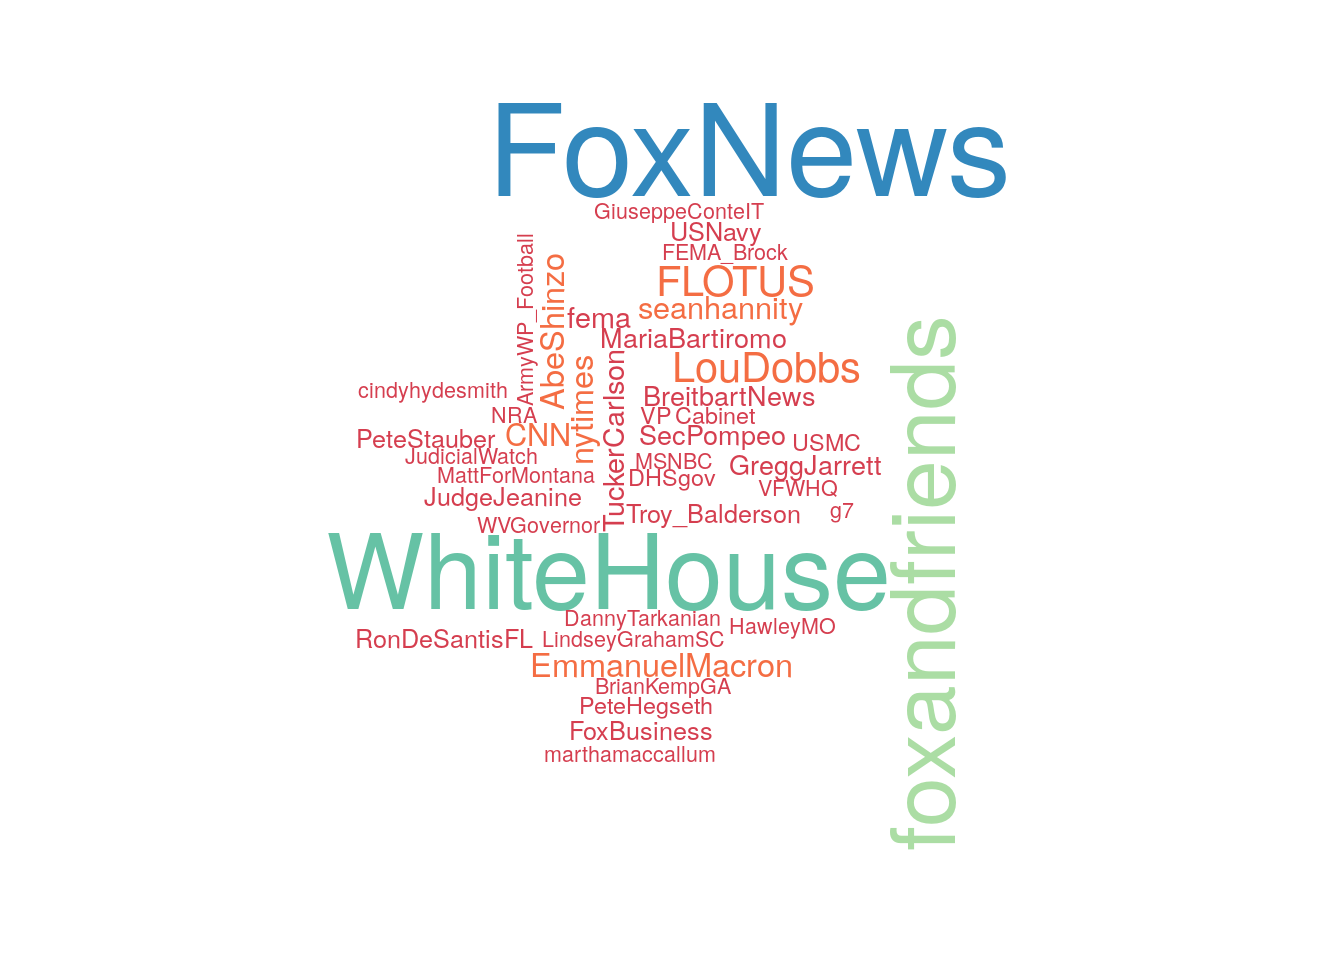 FoxNews
GiuseppeConteIT
USNavy
FEMA_Brock
ArmyWP_Football
AbeShinzo
FLOTUS
seanhannity
fema
MariaBartiromo
foxandfriends
nytimes
TuckerCarlson
LouDobbs
cindyhydesmith
BreitbartNews
NRA
VP
Cabinet
CNN
PeteStauber
SecPompeo
USMC
JudicialWatch
MSNBC
GreggJarrett
MattForMontana
DHSgov
VFWHQ
JudgeJeanine
g7
Troy_Balderson
WVGovernor
WhiteHouse
DannyTarkanian
HawleyMO
RonDeSantisFL
LindseyGrahamSC
EmmanuelMacron
BrianKempGA
PeteHegseth
FoxBusiness
marthamaccallum